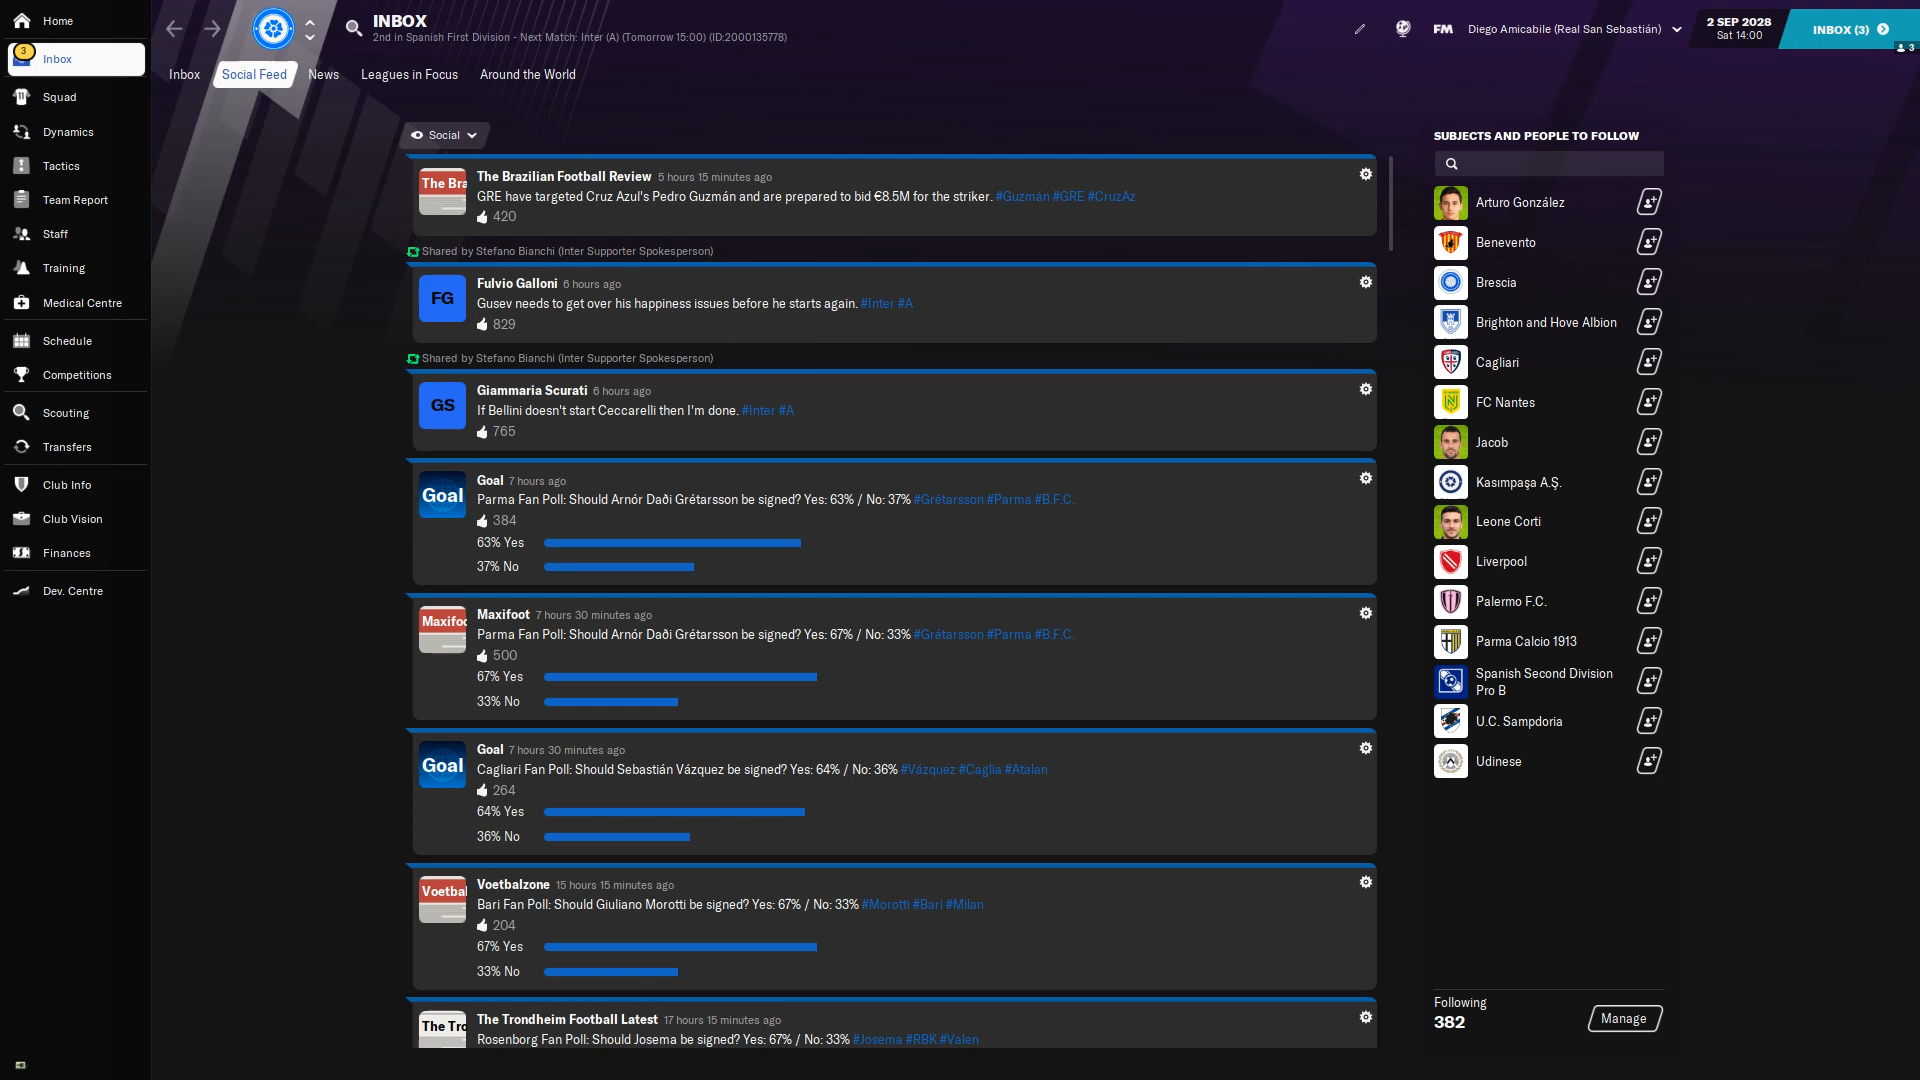 Home
3
Inbox
Squad
Dynamics
Tactics
Team Report
Staff
Training
Medical Centre
Schedule
Competitions
Scouting
Transfers
Club Info
Club Vision
Finances
Dev. Centre
INBOX
2nd in Spanish First Division - Next Match: Inter (A) (Tomorrow 15:00) (ID:2000135778)
FM
Diego Amicabile (Real San Sebastián)
2 SEP 2028
Sat 14:00
INBOX (3)
3
Inbox
Social Feed
News
Leagues in Focus
Around the World
Social
The Bra
The Brazilian Football Review 5 hours 15 minutes ago
GRE have targeted Cruz Azul's Pedro Guzmán and are prepared to bid €8.5M for the striker. #Guzmán #GRE #CruzAz
420
Shared by Stefano Bianchi (Inter Supporter Spokesperson)
FG
Fulvio Galloni 6 hours ago
Gusev needs to get over his happiness issues before he starts again. #Inter #A
829
Shared by Stefano Bianchi (Inter Supporter Spokesperson)
GS
Giammaria Scurati 6 hours ago
If Bellini doesn't start Ceccarelli then I'm done. #Inter #A
765
Goal
Goal 7 hours ago
Parma Fan Poll: Should Arnór Daði Grétarsson be signed? Yes: 63% / No: 37% #Grétarsson #Parma #B.F.C.
384
63% Yes
37% No
Maxifoo
Maxifoot 7 hours 30 minutes ago
Parma Fan Poll: Should Arnór Daði Grétarsson be signed? Yes: 67% / No: 33% #Grétarsson #Parma #B.F.C.
500
67% Yes
33% No
Goal
Goal 7 hours 30 minutes ago
Cagliari Fan Poll: Should Sebastián Vázquez be signed? Yes: 64% / No: 36% #Vázquez #Caglia #Atalan
264
64% Yes
36% No
Voetbal
Voetbalzone 15 hours 15 minutes ago
Bari Fan Poll: Should Giuliano Morotti be signed? Yes: 67% / No: 33% #Morotti #Bari #Milan
204
67% Yes
33% No
The Tro
The Trondheim Football Latest 17 hours 15 minutes ago
Rosenborg Fan Poll: Should Josema be signed? Yes: 67% / No: 33% #Josema #RBK #Valen
SUBJECTS AND PEOPLE TO FOLLOW
Arturo González
Benevento
Brescia
Brighton and Hove Albion
Cagliari
FC Nantes
Jacob
Kasımpaşa A.Ş.
Leone Corti
Liverpool
Palermo F.C.
Parma Calcio 1913
Spanish Second Division
Pro B
U.C. Sampdoria
Udinese
Following
382
Manage